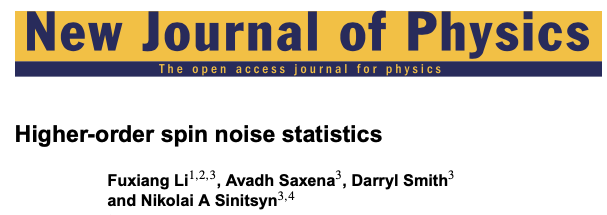 New Journal of Physics
The open access journal for physics
Higher-order spin noise statistics
Fuxiang Li1,2,3, Avadh Saxena3, Darryl Smith3
and Nikolai A Sinitsyn3,4